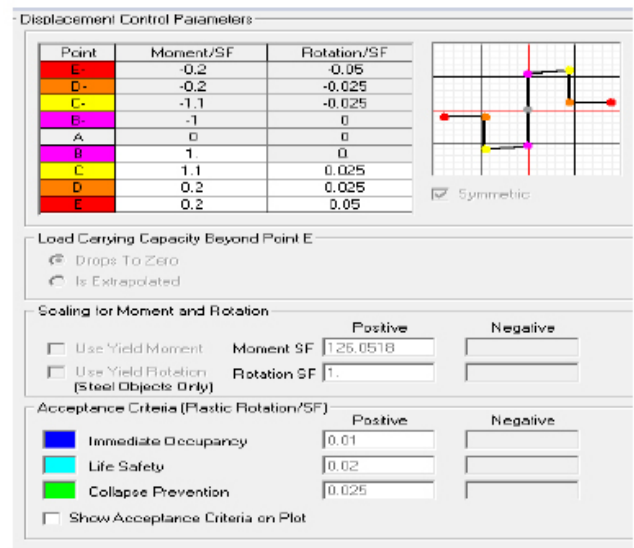 Displacement Control Parameters
Point Moment/SF Rotation/SF
E- -0.2 -0.05
D- -0.2 -0.025
C- -1.1 -0.025
B- -1 0
A 0 0
B 1. 0.
C 1.1 0.025
D 0.2 0.025
E 0.2 0.05
Symmetric
Load Carrying Capacity Beyond Point E
Drops To Zero
Is Extrapolated
Scaling for Moment and Rotation
Positive Negative
Use Yield Moment Moment SF 126.0518
Use Yield Rotation Rotation SF 1.
(Steel Objects Only)
Acceptance Criteria (Plastic Rotation/SF)
Positive Negative
Immediate Occupancy 0.01
Life Safety 0.02
Collapse Prevention 0.025
Show Acceptance Criteria on Plot